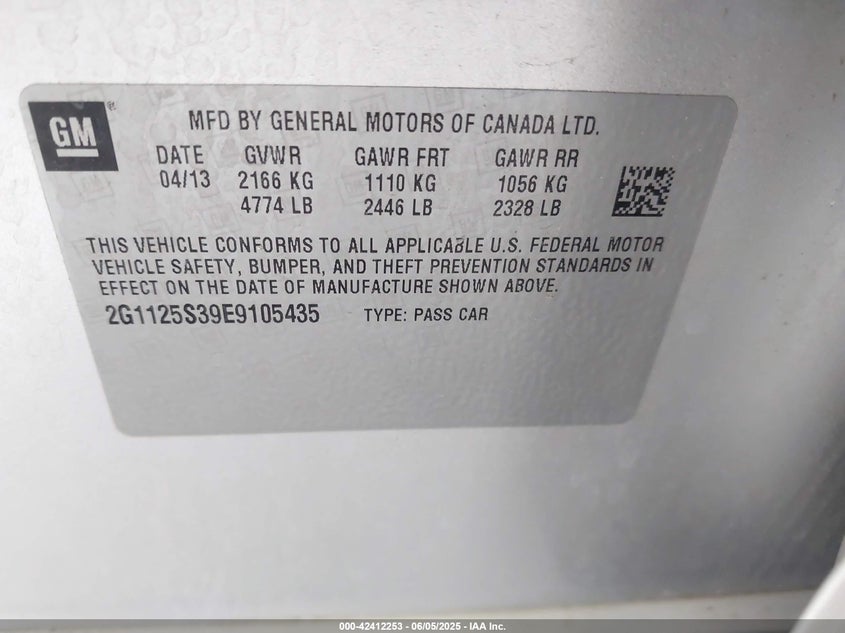 GM ®
MFD BY GENERAL MOTORS OF CANADA LTD.
DATE GVWR GAWR FRT GAWR RR
04/13 2166 KG 1110 KG 1056 KG
4774 LB 2446 LB 2328 LB
THIS VEHICLE CONFORMS TO ALL APPLICABLE U.S. FEDERAL MOTOR
VEHICLE SAFETY, BUMPER, AND THEFT PREVENTION STANDARDS IN
EFFECT ON THE DATE OF MANUFACTURE SHOWN ABOVE.
2G1125S39E9105435 TYPE: PASS CAR
000-42412253 - 06/05/2025 - IAA Inc.